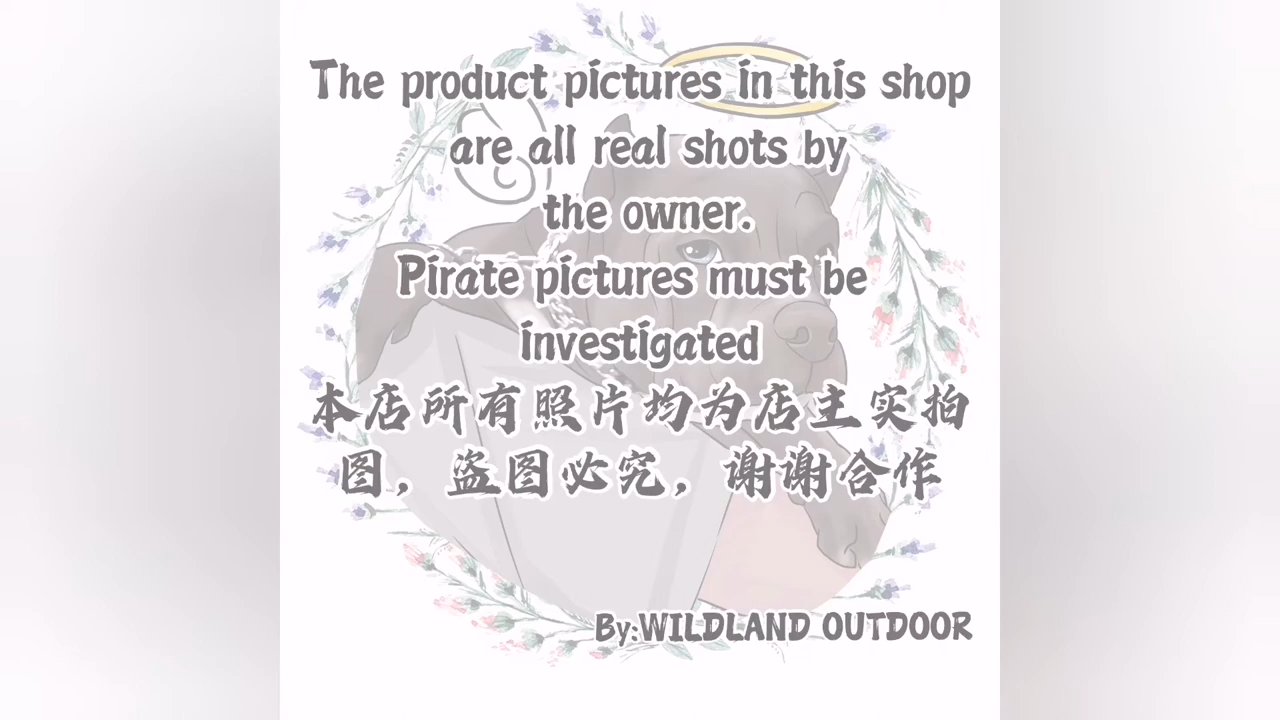 The product pictures in this shop
are all real shots by
the owner.
Pirate pictures must be
investigated
本店所有照片均为店主实拍
图，盗图必究，谢谢合作
By:WILDLAND OUTDOOR